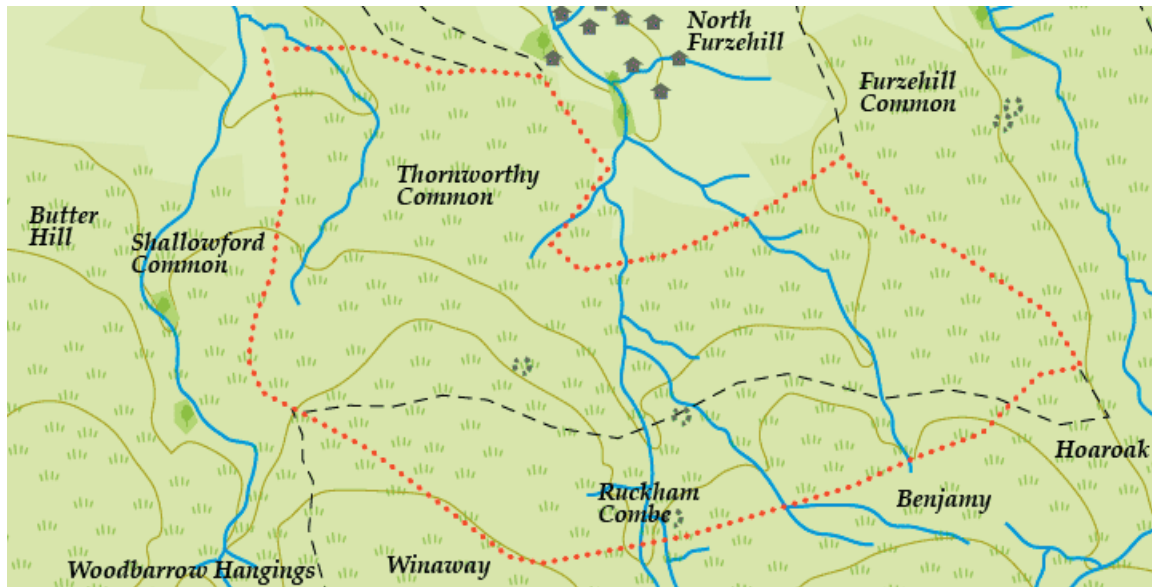 North
Furzehill
Furzehill
Common
Thornworthy
Common
Butter
Hill
Shallowford
Common
Hoaroak
Ruckham
Combe
Benjamy
Woodbarrow Hangings
Winaway